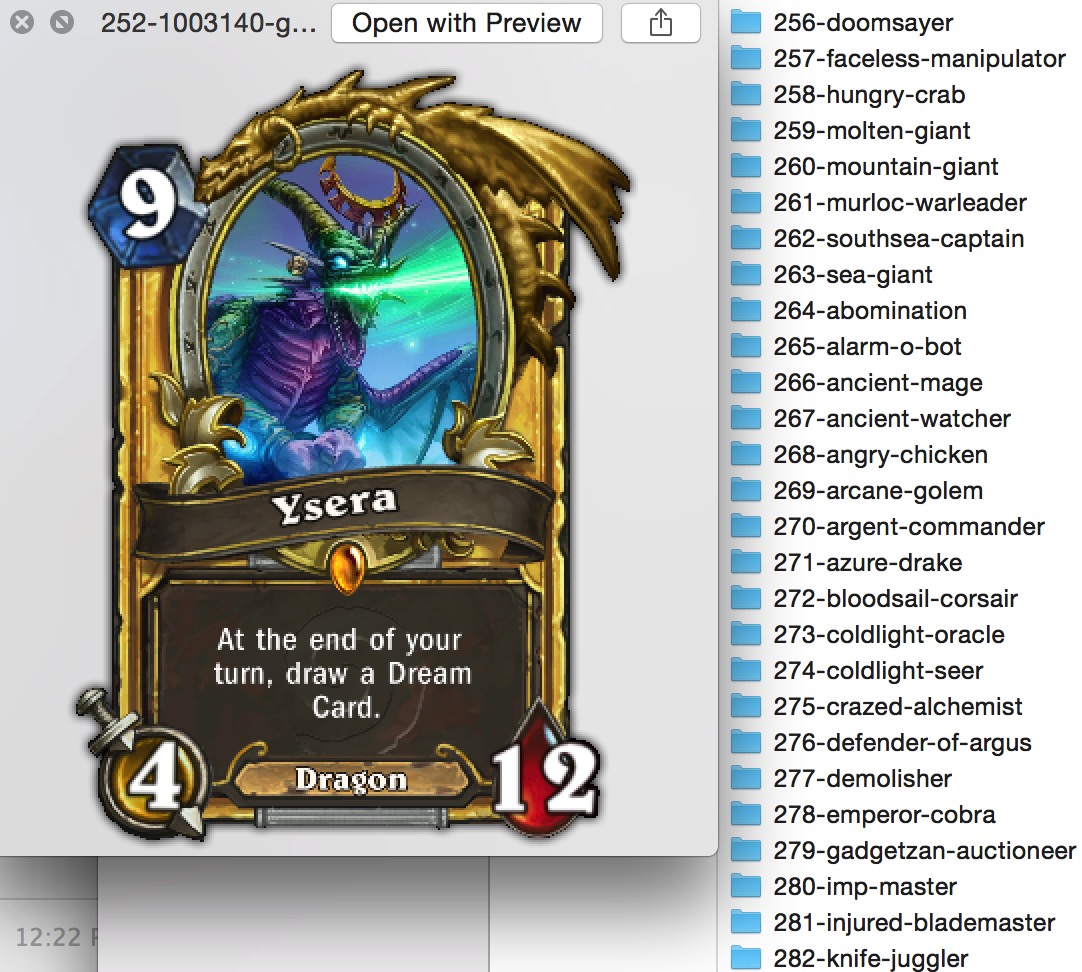 252-1003140-g...
Open with Preview
9
Ysera
At the end of your
turn, draw a Dream
Card.
4
Dragon
12
12:22
256-doomsayer
257-faceless-manipulator
258-hungry-crab
259-molten-giant
260-mountain-giant
261-murloc-warleader
262-southsea-captain
263-sea-giant
264-abomination
265-alarm-o-bot
266-ancient-mage
267-ancient-watcher
268-angry-chicken
269-arcane-golem
270-argent-commander
271-azure-drake
272-bloodsail-corsair
273-coldlight-oracle
274-coldlight-seer
275-crazed-alchemist
276-defender-of-argus
277-demolisher
278-emperor-cobra
279-gadgetzan-auctioneer
280-imp-master
281-injured-blademaster
282-knife-juggler